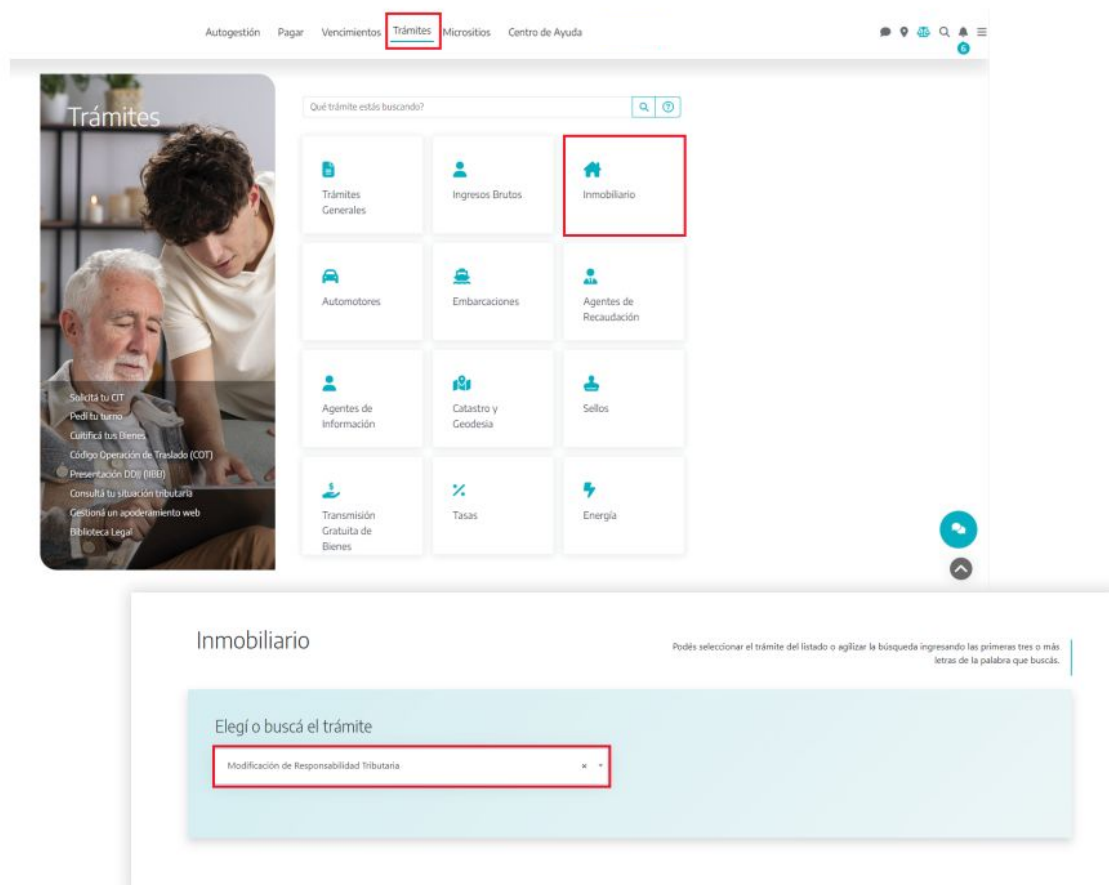 Autogestión Pagar Vencimientos Trámites Micrositios Centro de Ayuda
6
Trámites
Solicitá tu CIT
Pedí tu turno
Cuitificá tus Bienes
Código Operación de Traslado (COT)
Presentación DDJJ (IIBB)
Consultá tu situación tributaria
Gestioná un apoderamiento web
Biblioteca Legal
Qué trámite estás buscando?
Trámites
Generales
Ingresos Brutos
Inmobiliario
Automotores
Embarcaciones
Agentes de
Recaudación
Agentes de
Información
Catastro y
Geodesia
Sellos
Transmisión
Gratuita de
Bienes
Tasas
Energía
Inmobiliario
Podés seleccionar el trámite del listado o agilizar la búsqueda ingresando las primeras tres o más
letras de la palabra que buscás.
Elegí o buscá el trámite
Modificación de Responsabilidad Tributaria